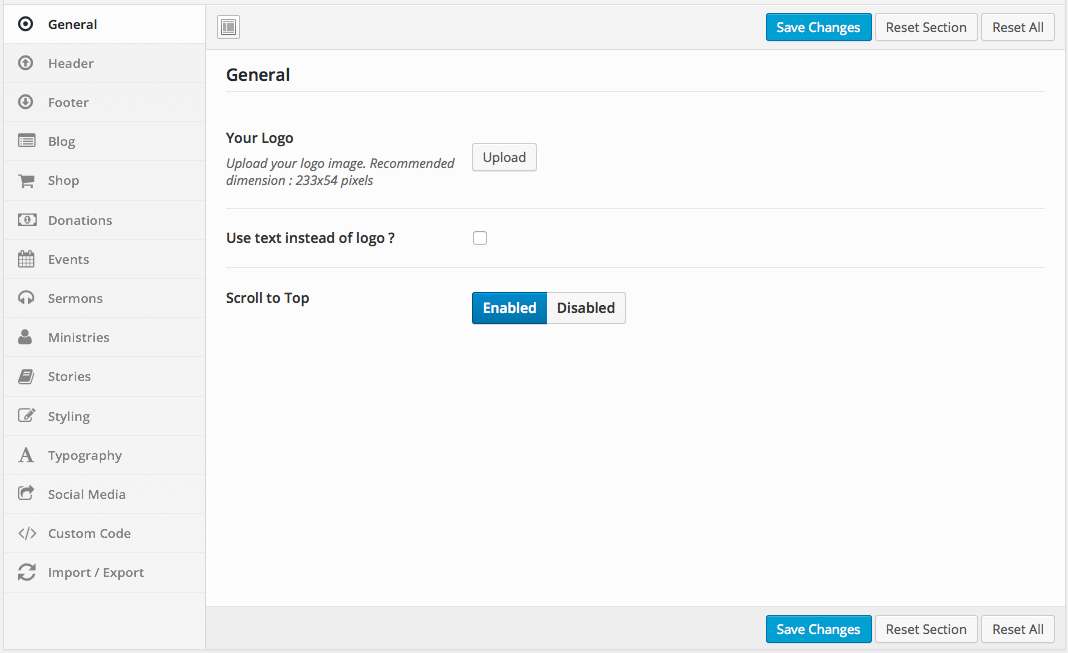 General
Header
Footer
Blog
Shop
Donations
Events
Sermons
Ministries
Stories
Styling
Typography
Social Media
Custom Code
Import / Export
Save Changes Reset Section Reset All
General
Your Logo
Upload your logo image. Recommended
dimension : 233x54 pixels
Upload
Use text instead of logo ?
Scroll to Top
Enabled Disabled
Save Changes Reset Section Reset All